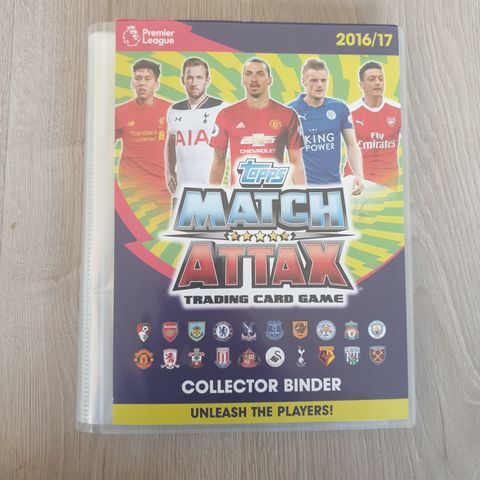 Premier
League
2016/17
Standard
Chartered
AIA
CHEVROLET
KING
POWER
Fly
Emirates
topps
MATCH
ATTAX
TRADING CARD GAME
COLLECTOR BINDER
UNLEASH THE PLAYERS!